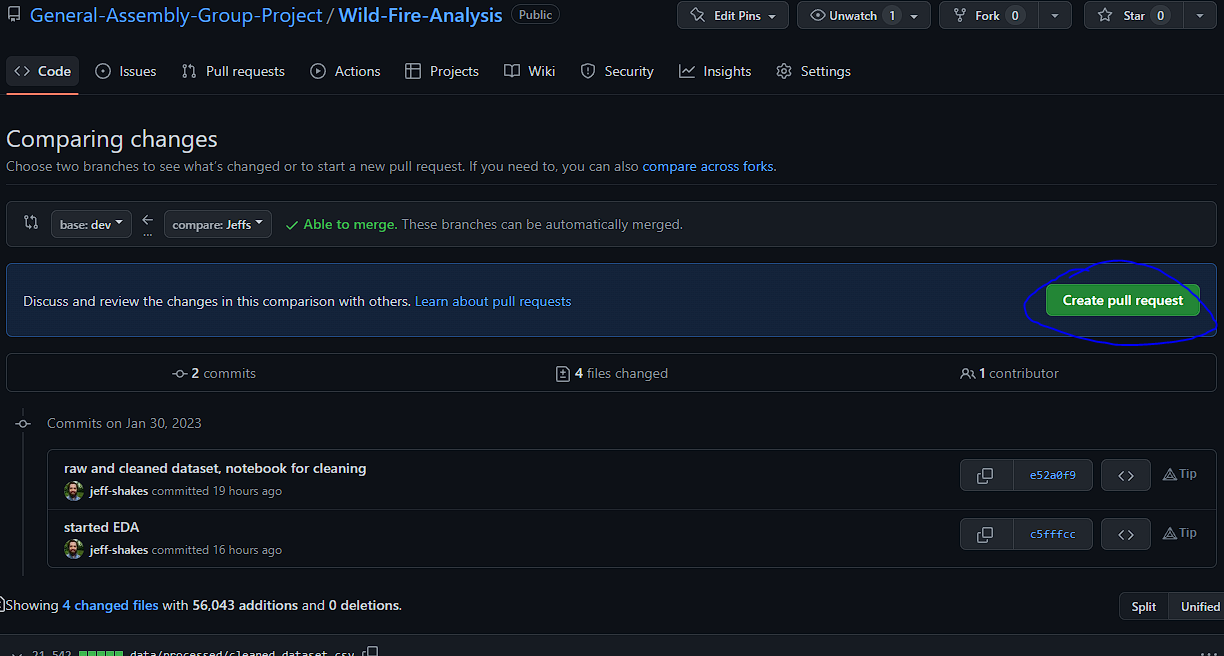 General-Assembly-Group-Project / Wild-Fire-Analysis Public Edit Pins Unwatch 1 Fork 0 Star 0
Code Issues Pull requests Actions Projects Wiki Security Insights Settings
Comparing changes
Choose two branches to see what's changed or to start a new pull request. If you need to, you can also compare across forks.
base: dev ... compare: Jeffs Able to merge. These branches can be automatically merged.
Discuss and review the changes in this comparison with others. Learn about pull requests Create pull request
2 commits 4 files changed 1 contributor
Commits on Jan 30, 2023
raw and cleaned dataset, notebook for cleaning
jeff-shakes committed 19 hours ago
e52a0f9 Tip
started EDA
jeff-shakes committed 16 hours ago
c5fffcc Tip
Showing 4 changed files with 56,043 additions and 0 deletions.
Split Unified
21,542 data/processed/cleaned_dataset.csv